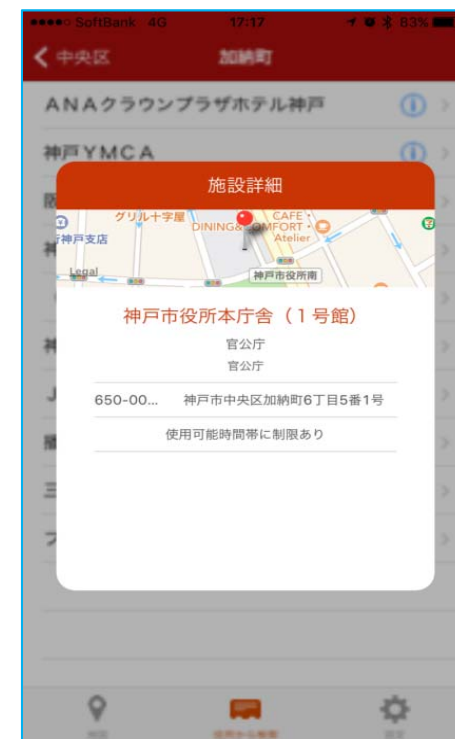 SoftBank 4G 17:17 83%
中央区 加納町
ANAクラウンプラザホテル神戸
神戸YMCA
施設詳細
グリル十字屋
CAFE・
DINING&COMFORT・
Atelier
神戸支店
Legal
神戸市役所南
神戸市役所本庁舎（１号館）
官公庁
官公庁
650-00... 神戸市中央区加納町6丁目5番1号
使用可能時間帯に制限あり